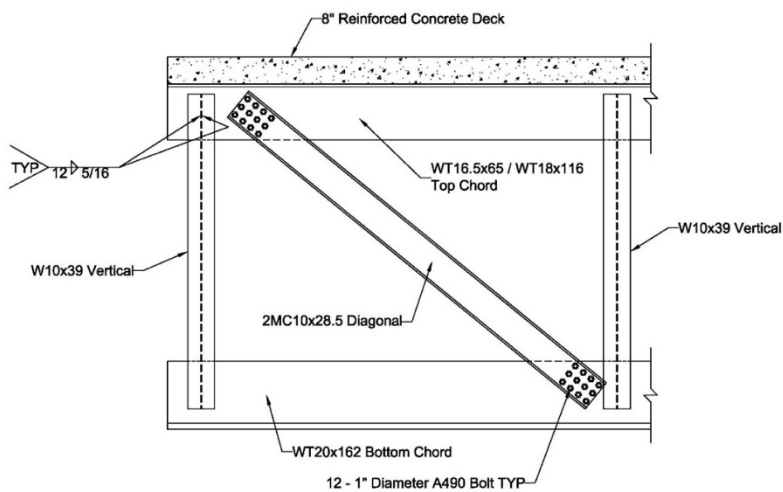 8" Reinforced Concrete Deck
TYP 12 5/16
WT16.5x65 / WT18x116
Top Chord
W10x39 Vertical
W10x39 Vertical
2MC10x28.5 Diagonal
WT20x162 Bottom Chord
12 - 1" Diameter A490 Bolt TYP